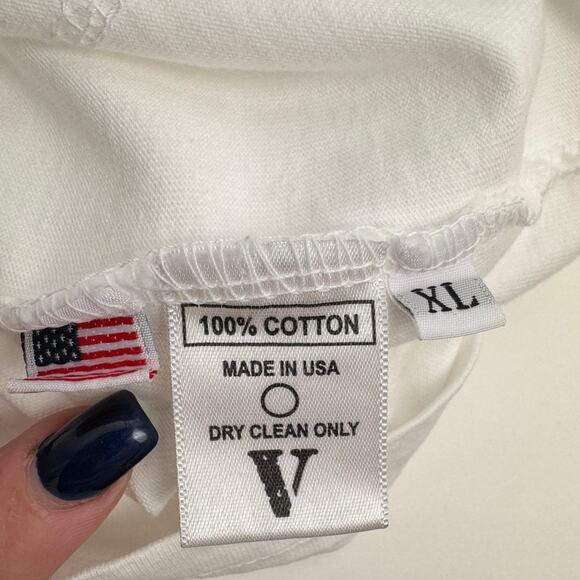 100% COTTON
MADE IN USA
DRY CLEAN ONLY
V
XL